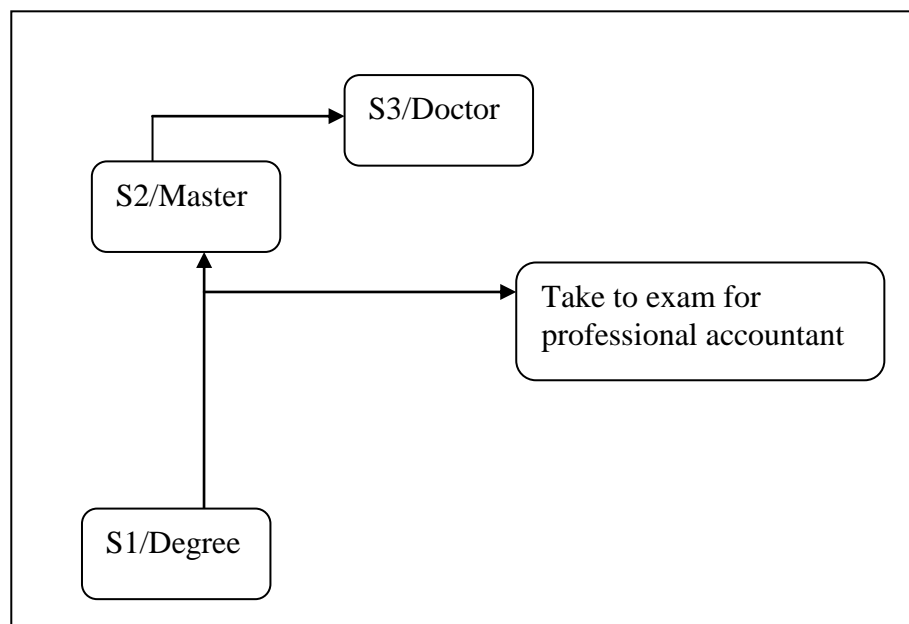 S3/Doctor
S2/Master
Take to exam for
professional accountant
S1/Degree